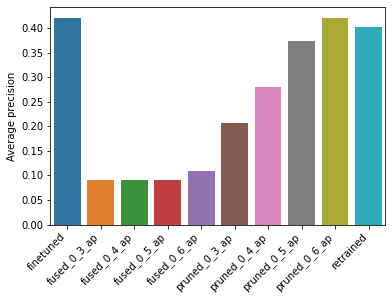 Average precision
0.40
0.35
0.30
0.25
0.20
0.15
0.10
0.05
0.00
finetuned
fused_0_3_ap
fused_0_4_ap
fused_0_5_ap
fused_0_6_ap
pruned_0_3_ap
pruned_0_4_ap
pruned_0_5_ap
pruned_0_6_ap
retrained